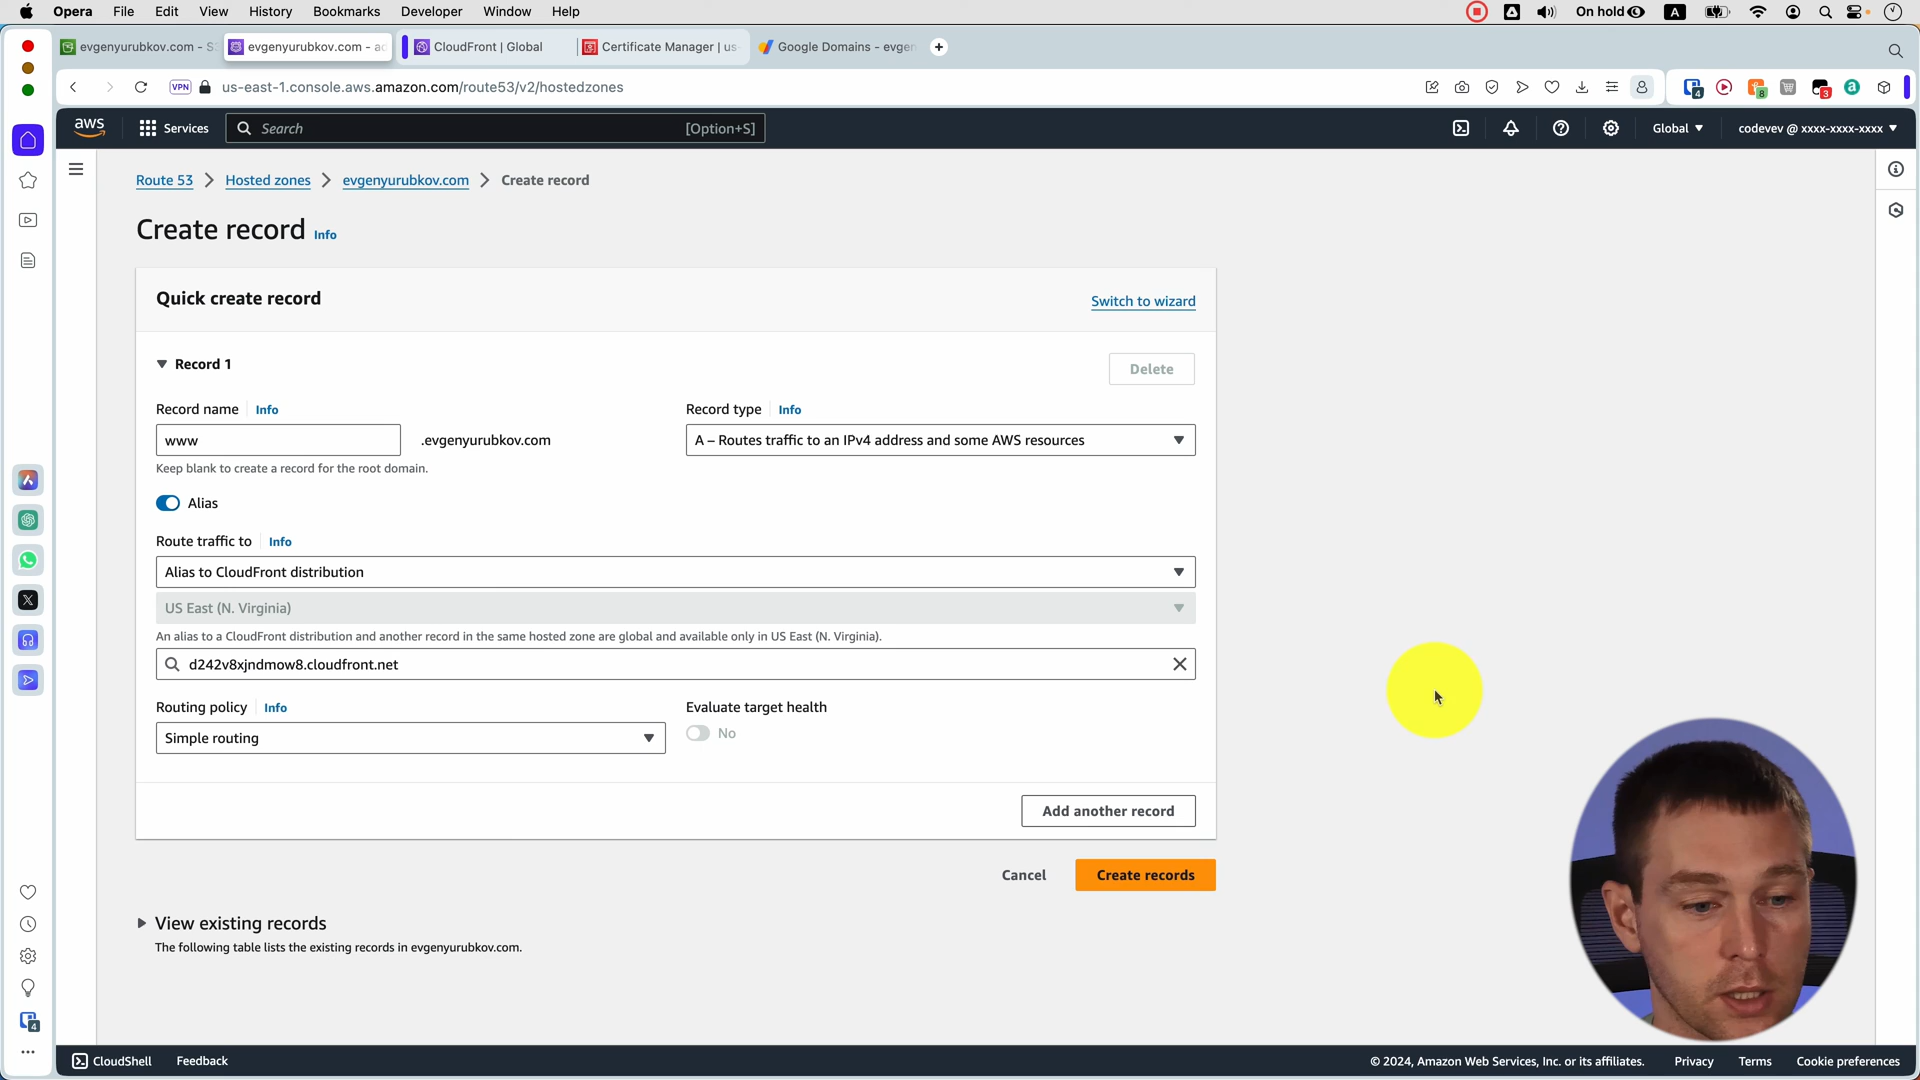 Opera File Edit View History Bookmarks Developer Window Help On hold A
evgenyurubkov.com - S3 evgenyurubkov.com - ad CloudFront | Global Certificate Manager | us- Google Domains - evgen
VPN us-east-1.console.aws.amazon.com/route53/v2/hostedzones 4 8 3 a
aws Services Search [Option+S] Global codevev @ xxxx-xxxx-xxxx
Route 53 > Hosted zones > evgenyurubkov.com > Create record
Create record Info
Quick create record Switch to wizard
Record 1 Delete
Record name Info Record type Info
www .evgenyurubkov.com A – Routes traffic to an IPv4 address and some AWS resources
Keep blank to create a record for the root domain.
Alias
Route traffic to Info
Alias to CloudFront distribution
US East (N. Virginia)
An alias to a CloudFront distribution and another record in the same hosted zone are global and available only in US East (N. Virginia).
d242v8xjndmow8.cloudfront.net
Routing policy Info Evaluate target health
Simple routing No
Add another record
Cancel Create records
View existing records
The following table lists the existing records in evgenyurubkov.com.
4
CloudShell Feedback © 2024, Amazon Web Services, Inc. or its affiliates. Privacy Terms Cookie preferences